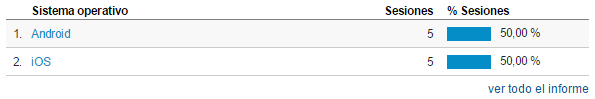 Sistema operativo Sesiones % Sesiones
1. Android 5 50,00 %
2. iOS 5 50,00 %
ver todo el informe